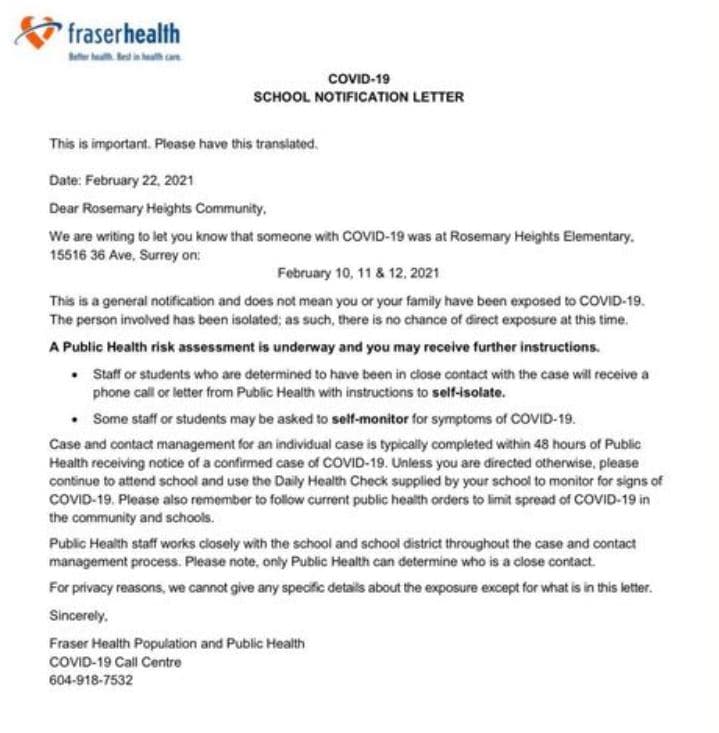 fraserhealth
Better health. Best in health care.
COVID-19
SCHOOL NOTIFICATION LETTER
This is important. Please have this translated.
Date: February 22, 2021
Dear Rosemary Heights Community,
We are writing to let you know that someone with COVID-19 was at Rosemary Heights Elementary,
15516 36 Ave, Surrey on:
February 10, 11 & 12, 2021
This is a general notification and does not mean you or your family have been exposed to COVID-19.
The person involved has been isolated; as such, there is no chance of direct exposure at this time.
A Public Health risk assessment is underway and you may receive further instructions.
• Staff or students who are determined to have been in close contact with the case will receive a
phone call or letter from Public Health with instructions to self-isolate.
• Some staff or students may be asked to self-monitor for symptoms of COVID-19.
Case and contact management for an individual case is typically completed within 48 hours of Public
Health receiving notice of a confirmed case of COVID-19. Unless you are directed otherwise, please
continue to attend school and use the Daily Health Check supplied by your school to monitor for signs of
COVID-19. Please also remember to follow current public health orders to limit spread of COVID-19 in
the community and schools.
Public Health staff works closely with the school and school district throughout the case and contact
management process. Please note, only Public Health can determine who is a close contact.
For privacy reasons, we cannot give any specific details about the exposure except for what is in this letter.
Sincerely,
Fraser Health Population and Public Health
COVID-19 Call Centre
604-918-7532